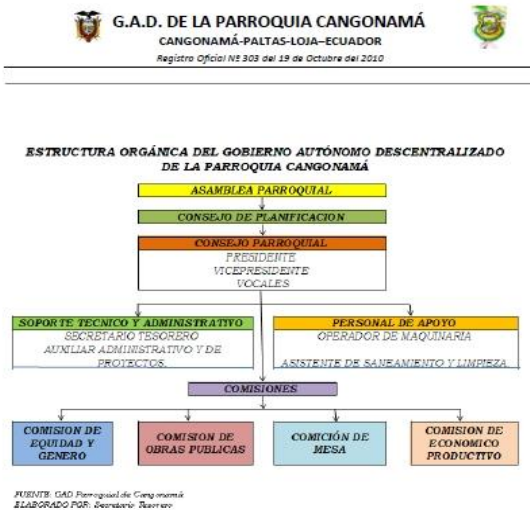 G.A.D. DE LA PARROQUIA CANGONAMÁ
CANGONAMÁ-PALTAS-LOJA–ECUADOR
Registro Oficial Nº 303 del 19 de Octubre del 2010
ESTRUCTURA ORGÁNICA DEL GOBIERNO AUTÓNOMO DESCENTRALIZADO
DE LA PARROQUIA CANGONAMÁ
ASAMBLEA PARROQUIAL
CONSEJO DE PLANIFICACION
CONSEJO PARROQUIAL
PRESIDENTE
VICEPRESIDENTE
VOCALES
SOPORTE TECNICO Y ADMINISTRATIVO
SECRETARIO TESORERO
AUXILIAR ADMINISTRATIVO Y DE
PROYECTOS.
PERSONAL DE APOYO
OPERADOR DE MAQUINARIA
ASISTENTE DE SANEAMIENTO Y LIMPIEZA
COMISIONES
COMISION DE
EQUIDAD Y
GENERO
COMISION DE
OBRAS PUBLICAS
COMICIÓN DE
MESA
COMISION DE
ECONOMICO
PRODUCTIVO
FUENTE: GAD Parroquial de Cangonamá
ELABORADO POR: Secretario Tesorero